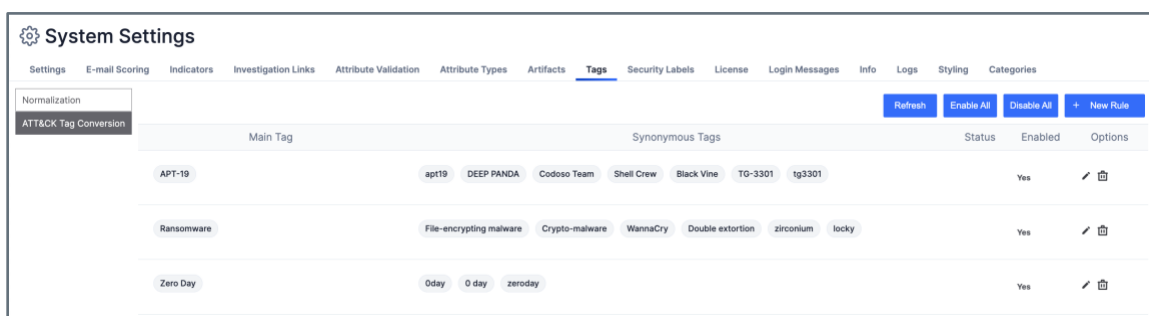 System Settings
Settings E-mail Scoring Indicators Investigation Links Attribute Validation Attribute Types Artifacts Tags Security Labels License Login Messages Info Logs Styling Categories
Normalization
ATT&CK Tag Conversion
Refresh Enable All Disable All + New Rule
Main Tag Synonymous Tags Status Enabled Options
APT-19 apt19 DEEP PANDA Codoso Team Shell Crew Black Vine TG-3301 tg3301 Yes
Ransomware File-encrypting malware Crypto-malware WannaCry Double extortion zirconium locky Yes
Zero Day 0day 0 day zeroday Yes